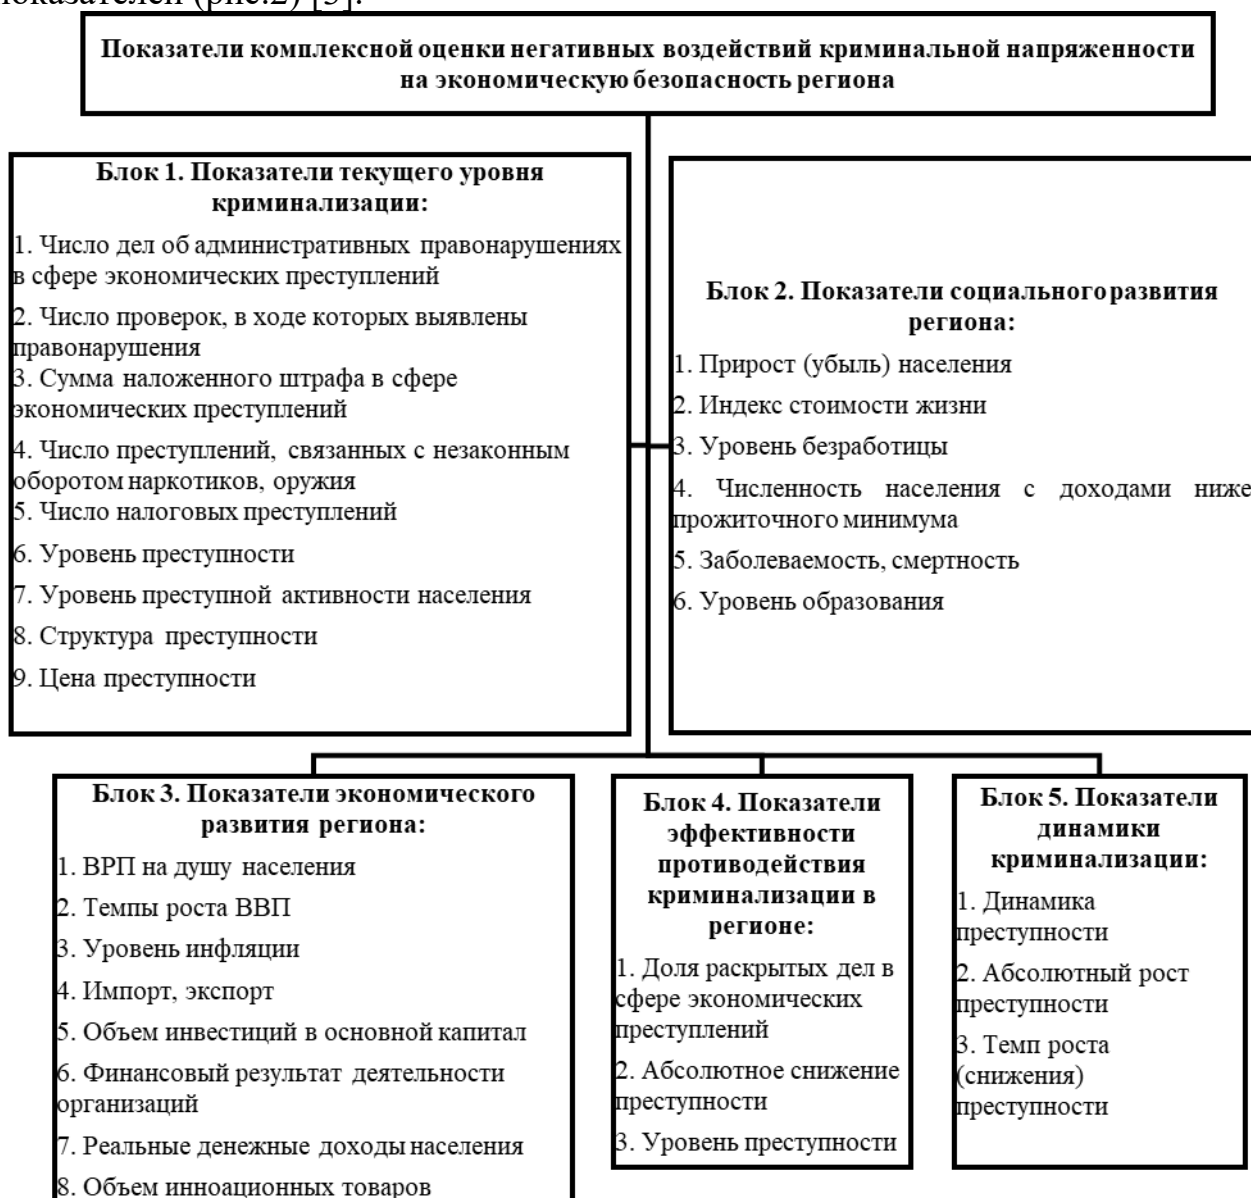 показателей (рис.2) [3].
Показатели комплексной оценки негативных воздействий криминальной напряженности
на экономическую безопасность региона
Блок 1. Показатели текущего уровня
криминализации:
1. Число дел об административных правонарушениях
в сфере экономических преступлений
2. Число проверок, в ходе которых выявлены
правонарушения
3. Сумма наложенного штрафа в сфере
экономических преступлений
4. Число преступлений, связанных с незаконным
оборотом наркотиков, оружия
5. Число налоговых преступлений
6. Уровень преступности
7. Уровень преступной активности населения
8. Структура преступности
9. Цена преступности
Блок 2. Показатели социального развития
региона:
1. Прирост (убыль) населения
2. Индекс стоимости жизни
3. Уровень безработицы
4. Численность населения с доходами ниже
прожиточного минимума
5. Заболеваемость, смертность
6. Уровень образования
Блок 3. Показатели экономического
развития региона:
1. ВРП на душу населения
2. Темпы роста ВВП
3. Уровень инфляции
4. Импорт, экспорт
5. Объем инвестиций в основной капитал
6. Финансовый результат деятельности
организаций
7. Реальные денежные доходы населения
8. Объем инноационных товаров
Блок 4. Показатели
эффективности
противодействия
криминализации в
регионе:
1. Доля раскрытых дел в
сфере экономических
преступлений
2. Абсолютное снижение
преступности
3. Уровень преступности
Блок 5. Показатели
динамики
криминализации:
1. Динамика
преступности
2. Абсолютный рост
преступности
3. Темп роста
(снижения)
преступности